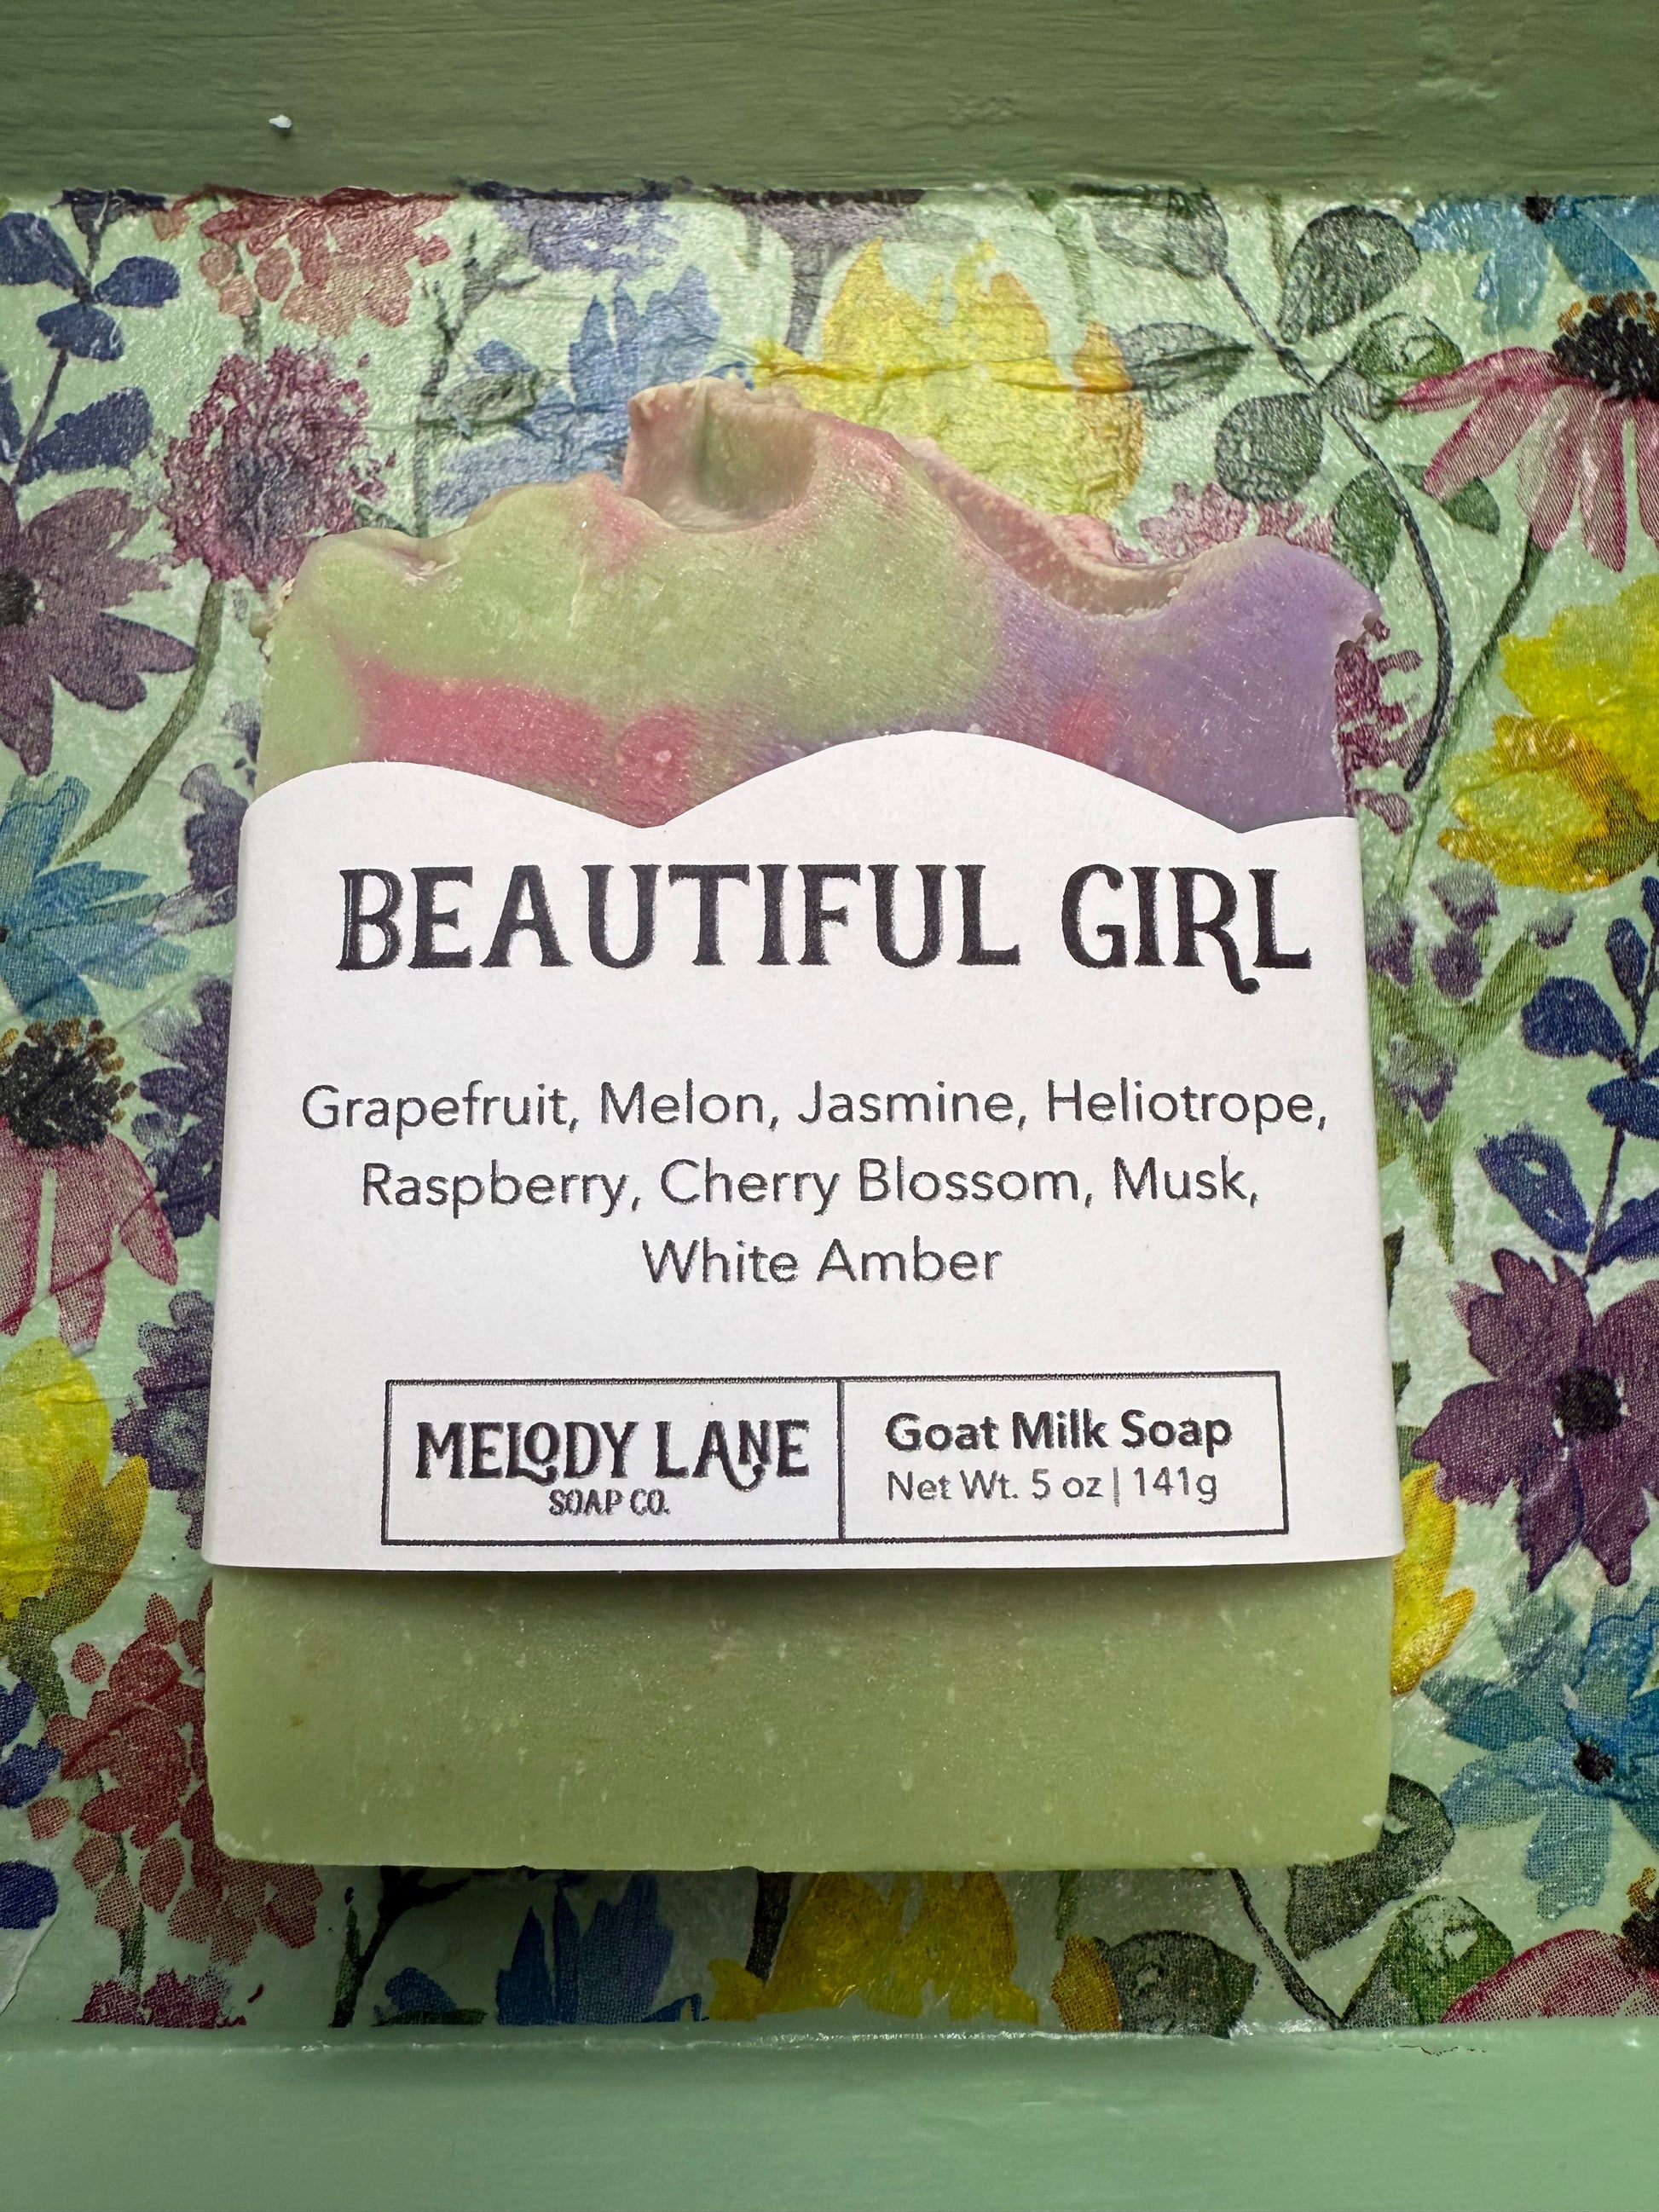 BEAUTIFUL GIRL
Grapefruit, Melon, Jasmine, Heliotrope,
Raspberry, Cherry Blossom, Musk,
White Amber
MELODY LANE
SOAP CO.
Goat Milk Soap
Net Wt. 5 oz | 141g